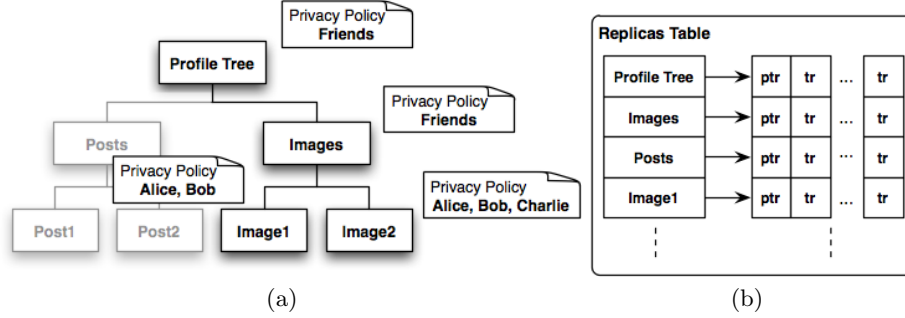 Privacy Policy
Friends
Profile Tree
Privacy Policy
Friends
Posts
Images
Privacy Policy
Alice, Bob
Privacy Policy
Alice, Bob, Charlie
Post1
Post2
Image1
Image2
(a)
Replicas Table
Profile Tree ptr tr ... tr
Images ptr tr ... tr
Posts ptr tr ... tr
Image1 ptr tr ... tr
(b)